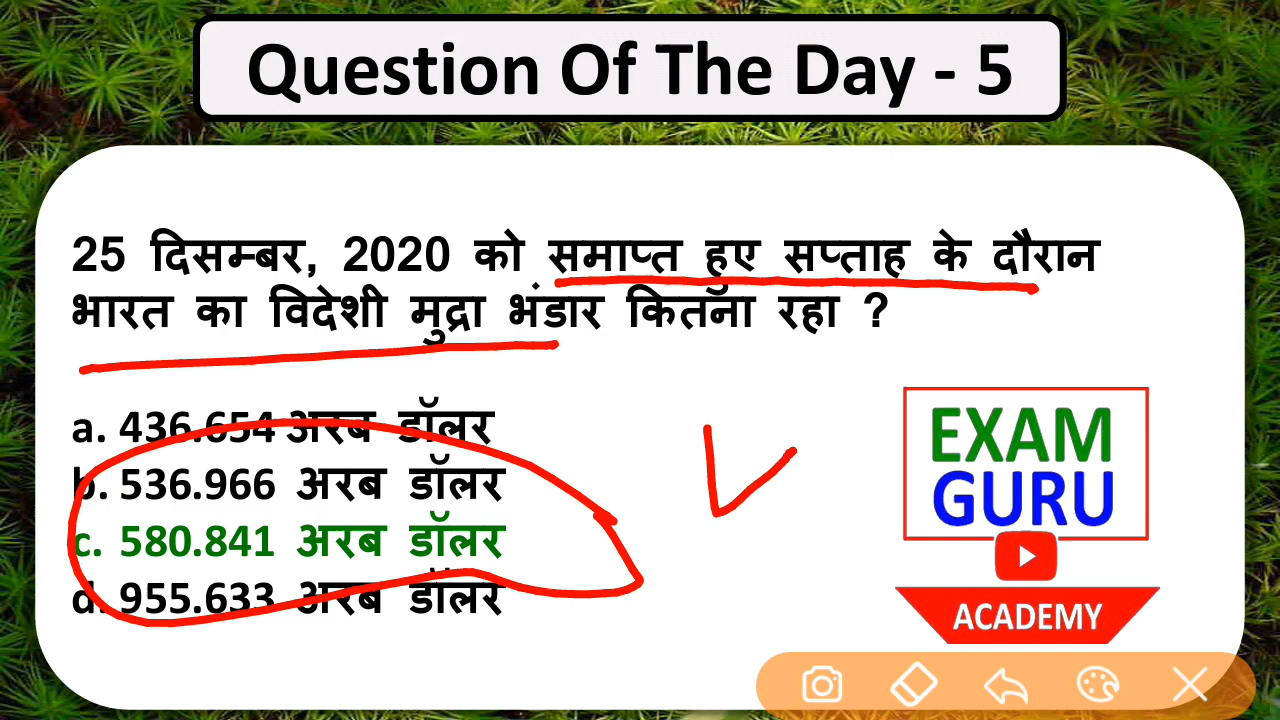 Question Of The Day - 5
25 दिसम्बर, 2020 को समाप्त हुए सप्ताह के दौरान
भारत का विदेशी मुद्रा भंडार कितना रहा ?
a. 436.654 अरब डॉलर
b. 536.966 अरब डॉलर
c. 580.841 अरब डॉलर
d. 955.633 अरब डॉलर
EXAM
GURU
ACADEMY